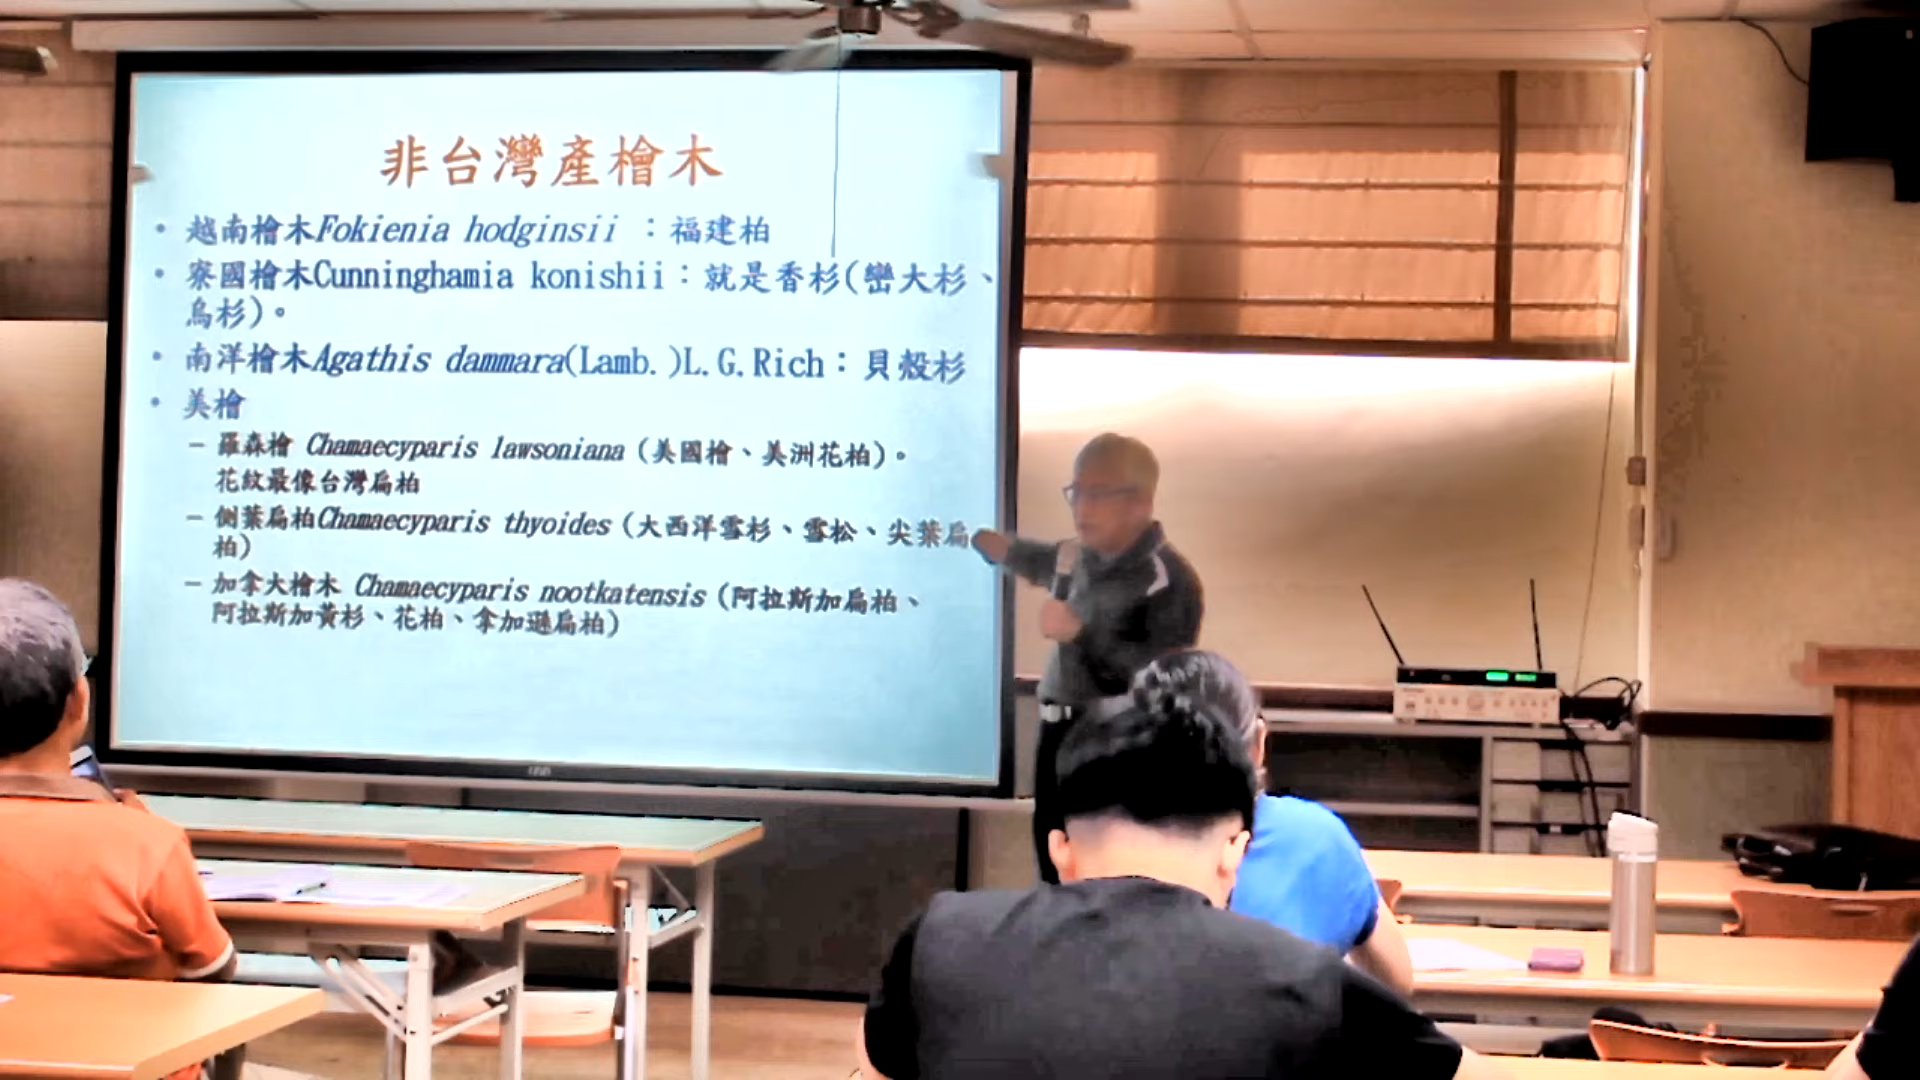 非台灣產檜木
• 越南檜木Fokienia hodginsii ：福建柏
• 寮國檜木Cunninghamia konishii：就是香杉(巒大杉、
烏杉)。
• 南洋檜木Agathis dammara(Lamb.)L.G.Rich：貝殼杉
• 美檜
– 羅森檜 Chamaecyparis lawsoniana (美國檜、美洲花柏)。
花紋最像台灣扁柏
– 側葉扁柏Chamaecyparis thyoides (大西洋雪杉、雪松、尖葉扁
柏)
– 加拿大檜木 Chamaecyparis nootkatensis (阿拉斯加扁柏、
阿拉斯加黃杉、花柏、拿加遜扁柏)